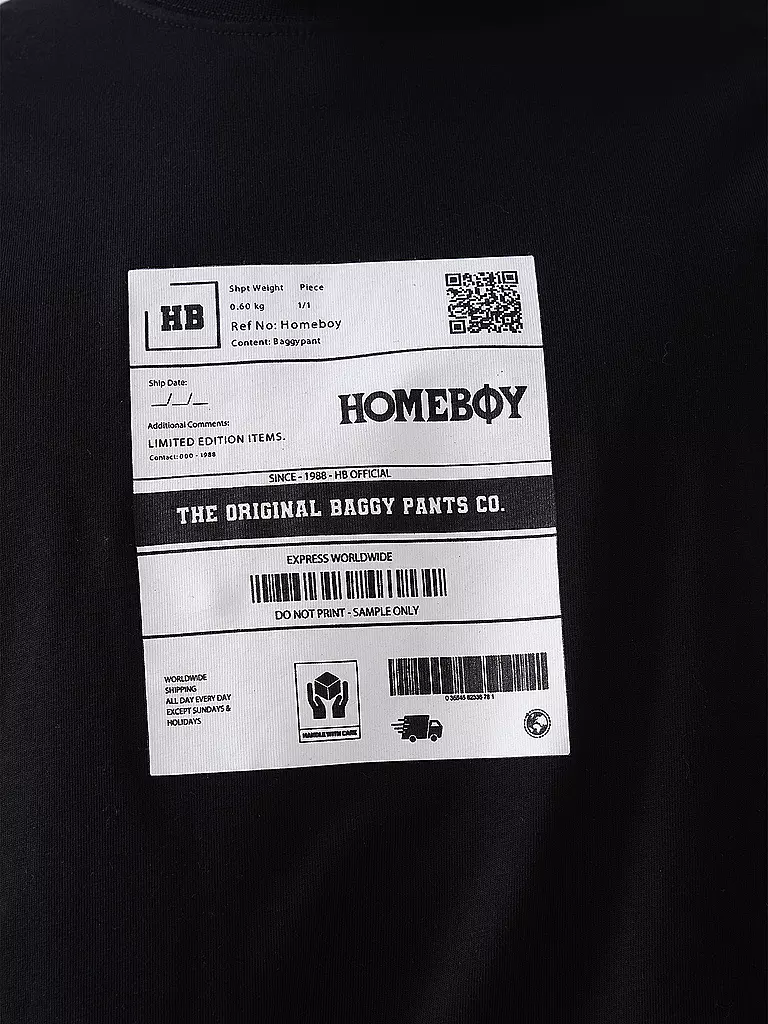 HB
Shpt Weight Piece
0.60 kg 1/1
Ref No: Homeboy
Content: Baggypant
Ship Date:
__/__/__
Additional Comments:
LIMITED EDITION ITEMS.
Contact: 000 - 1988
HOMEBOY
SINCE - 1988 - HB OFFICIAL
THE ORIGINAL BAGGY PANTS CO.
EXPRESS WORLDWIDE
DO NOT PRINT - SAMPLE ONLY
WORLDWIDE
SHIPPING
ALL DAY EVERY DAY
EXCEPT SUNDAYS &
HOLIDAYS
HANDLE WITH CARE